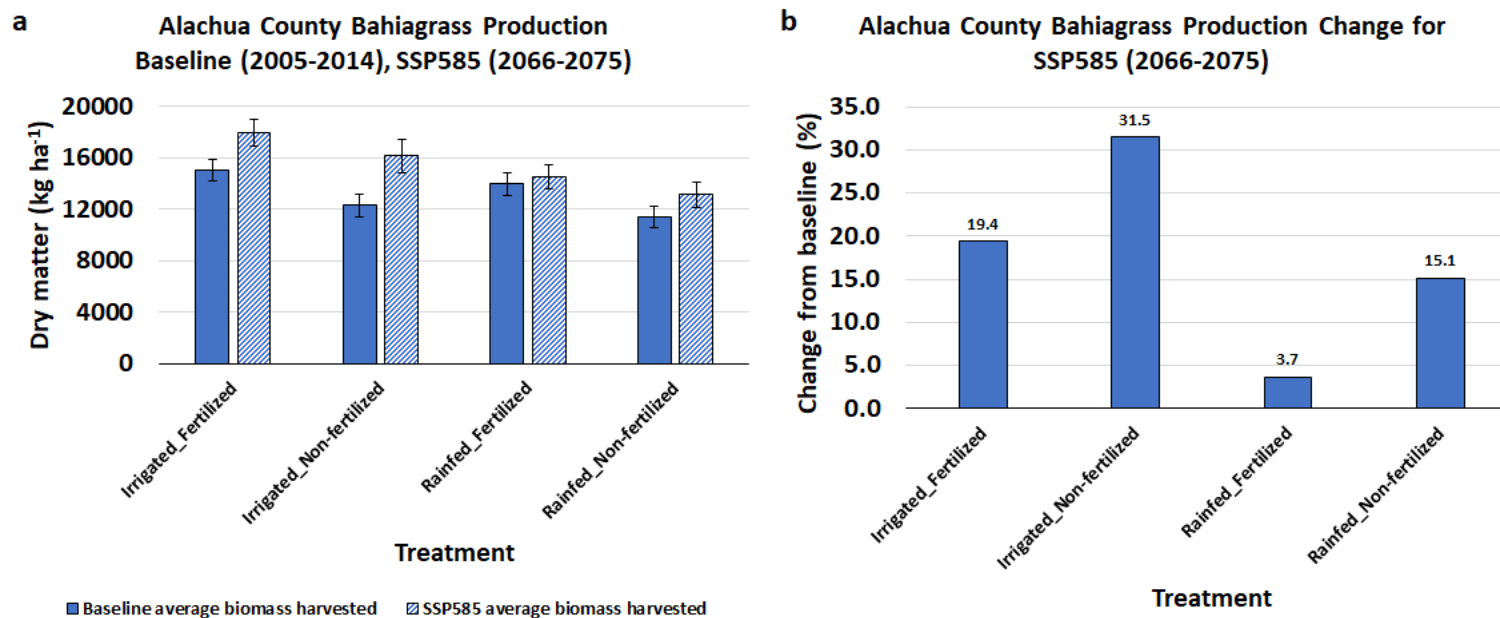 a
Alachua County Bahiagrass Production
Baseline (2005-2014), SSP585 (2066-2075)
Dry matter (kg ha⁻¹)
20000
16000
12000
8000
4000
0
Irrigated_Fertilized
Irrigated_Non-fertilized
Rainfed_Fertilized
Rainfed_Non-fertilized
Treatment
Baseline average biomass harvested
SSP585 average biomass harvested
b
Alachua County Bahiagrass Production Change for
SSP585 (2066-2075)
Change from baseline (%)
35.0
30.0
25.0
20.0
15.0
10.0
5.0
0.0
19.4
31.5
3.7
15.1
Irrigated_Fertilized
Irrigated_Non-fertilized
Rainfed_Fertilized
Rainfed_Non-fertilized
Treatment